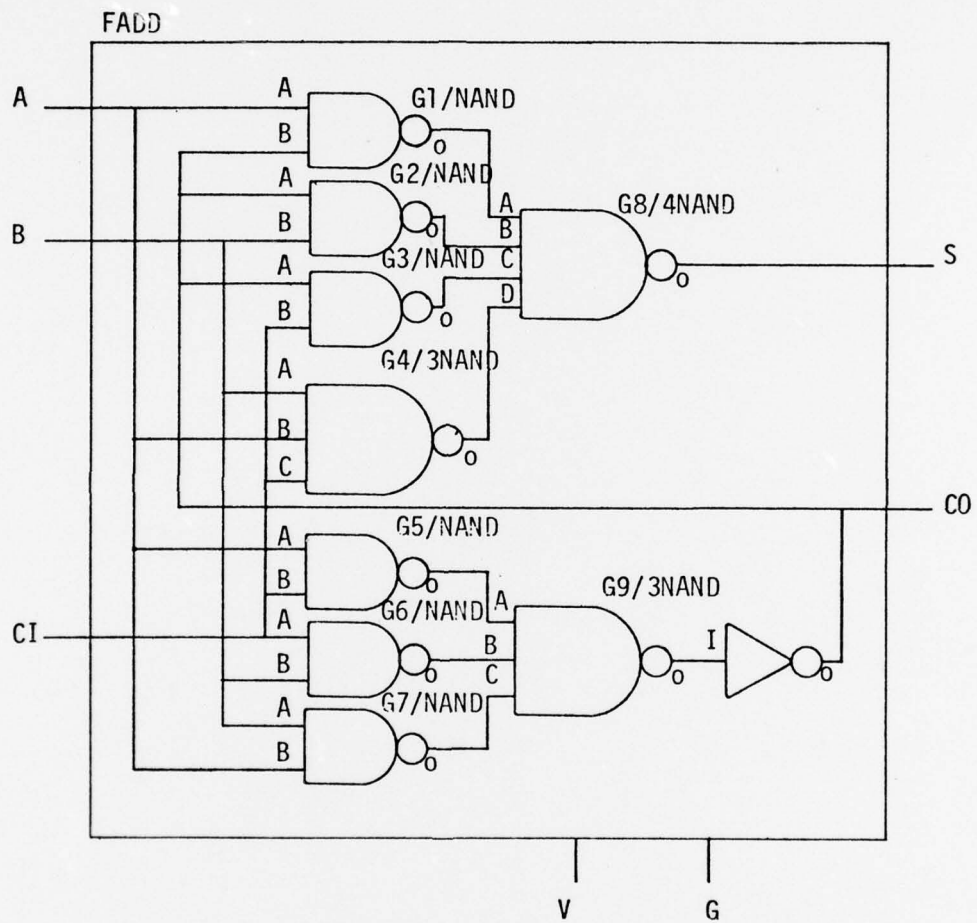 FADD
A
A
G1/NAND
B
O
A
G2/NAND
B
B
O
A
B
G8/4NAND
A
G3/NAND
C
S
O
B
O
D
G4/3NAND
A
B
O
C
CO
G5/NAND
A
O
B
G6/NAND
A
G9/3NAND
CI
A
B
I
B
O
C
O
O
G7/NAND
A
B
O
V
G